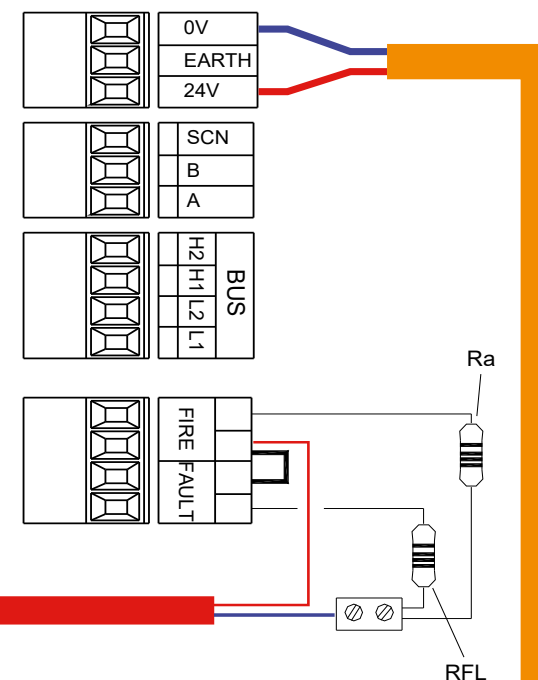 0V
EARTH
24V
SCN
B
A
H2
H1
L2
L1
BUS
Ra
FIRE
FAULT
RFL